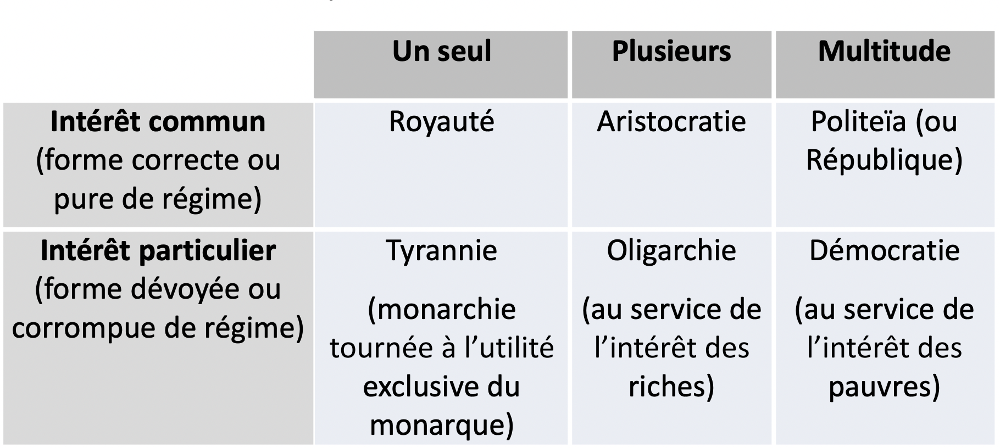 Un seul
Plusieurs
Multitude
Intérêt commun
(forme correcte ou
pure de régime)
Royauté
Aristocratie
Politeïa (ou
République)
Intérêt particulier
(forme dévoyée ou
corrompue de régime)
Tyrannie
(monarchie
tournée à l’utilité
exclusive du
monarque)
Oligarchie
(au service de
l’intérêt des
riches)
Démocratie
(au service de
l’intérêt des
pauvres)